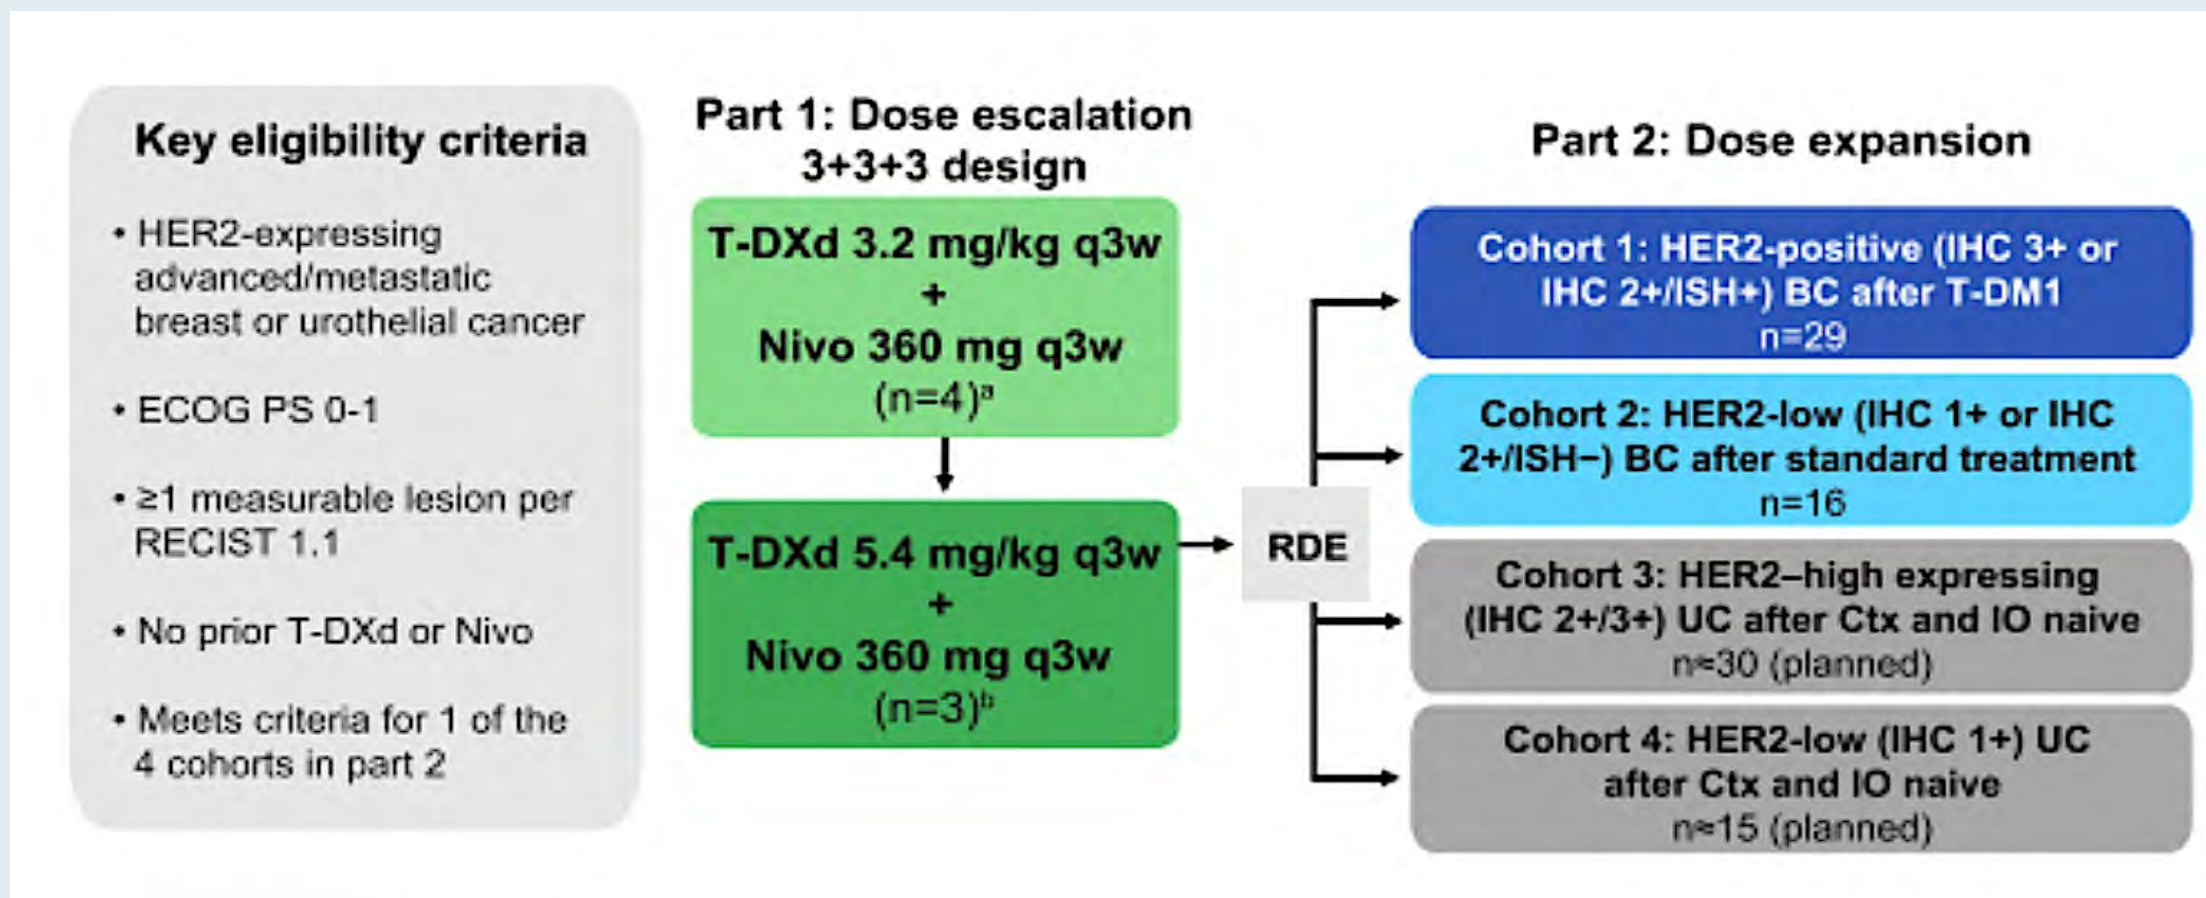 Key eligibility criteria
• HER2-expressing
advanced/metastatic
breast or urothelial cancer
• ECOG PS 0-1
• ≥1 measurable lesion per
RECIST 1.1
• No prior T-DXd or Nivo
• Meets criteria for 1 of the
4 cohorts in part 2
Part 1: Dose escalation
3+3+3 design
T-DXd 3.2 mg/kg q3w
+
Nivo 360 mg q3w
(n=4)ᵃ
T-DXd 5.4 mg/kg q3w
+
Nivo 360 mg q3w
(n=3)ᵇ
RDE
Part 2: Dose expansion
Cohort 1: HER2-positive (IHC 3+ or
IHC 2+/ISH+) BC after T-DM1
n=29
Cohort 2: HER2-low (IHC 1+ or IHC
2+/ISH−) BC after standard treatment
n=16
Cohort 3: HER2–high expressing
(IHC 2+/3+) UC after Ctx and IO naive
n≈30 (planned)
Cohort 4: HER2-low (IHC 1+) UC
after Ctx and IO naive
n≈15 (planned)